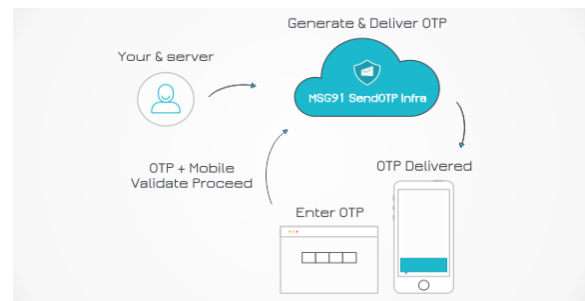 Generate & Deliver OTP
Your & server
MSG91 SendOTP Infra
OTP + Mobile
Validate Proceed
OTP Delivered
Enter OTP